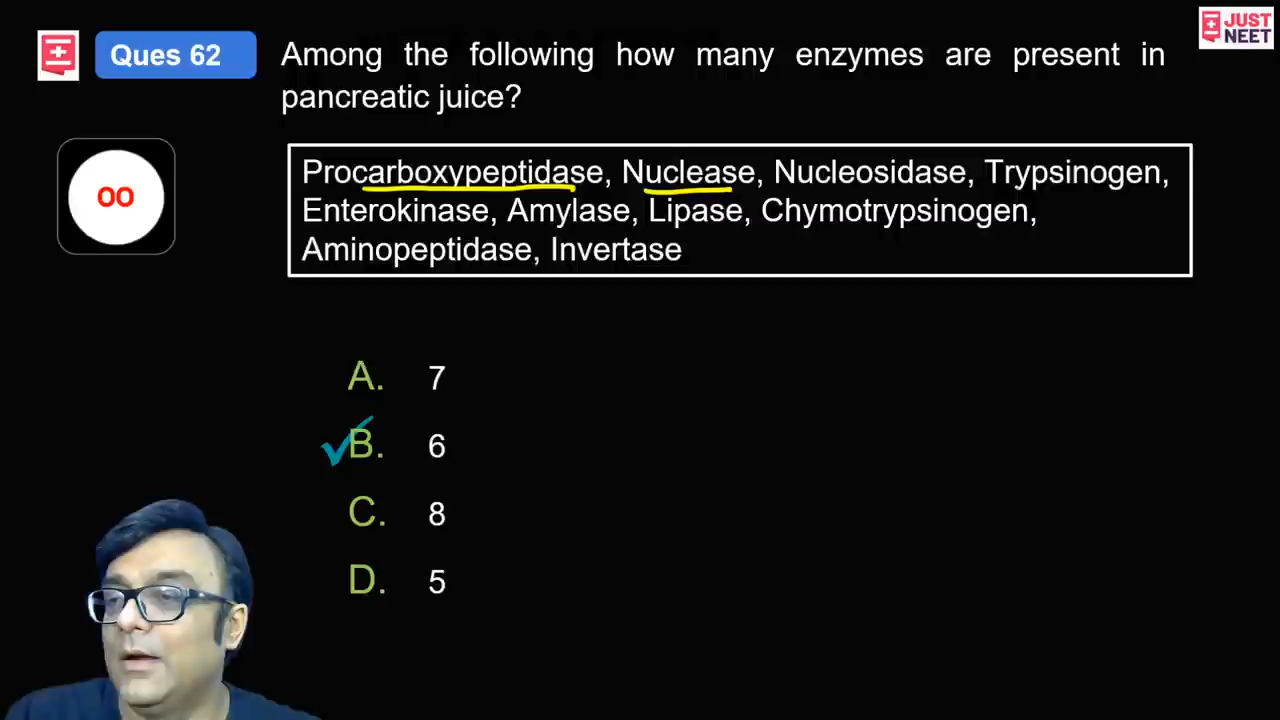 JUST
NEET
Ques 62
Among the following how many enzymes are present in
pancreatic juice?
00
Procarboxypeptidase, Nuclease, Nucleosidase, Trypsinogen,
Enterokinase, Amylase, Lipase, Chymotrypsinogen,
Aminopeptidase, Invertase
A. 7
B. 6
C. 8
D. 5